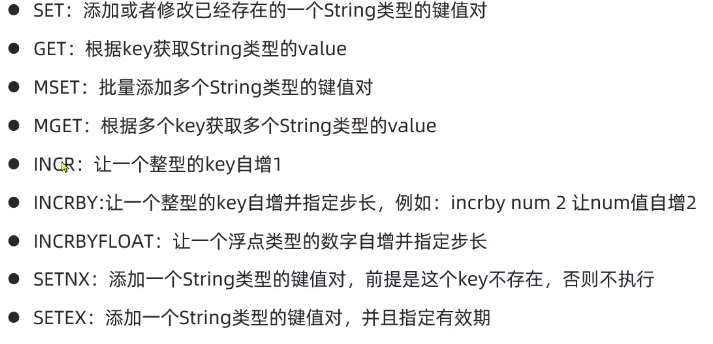 ● SET：添加或者修改已经存在的一个String类型的键值对
● GET：根据key获取String类型的value
● MSET：批量添加多个String类型的键值对
● MGET：根据多个key获取多个String类型的value
● INCR：让一个整型的key自增1
● INCRBY:让一个整型的key自增并指定步长，例如：incrby num 2 让num值自增2
● INCRBYFLOAT：让一个浮点类型的数字自增并指定步长
● SETNX：添加一个String类型的键值对，前提是这个key不存在，否则不执行
● SETEX：添加一个String类型的键值对，并且指定有效期